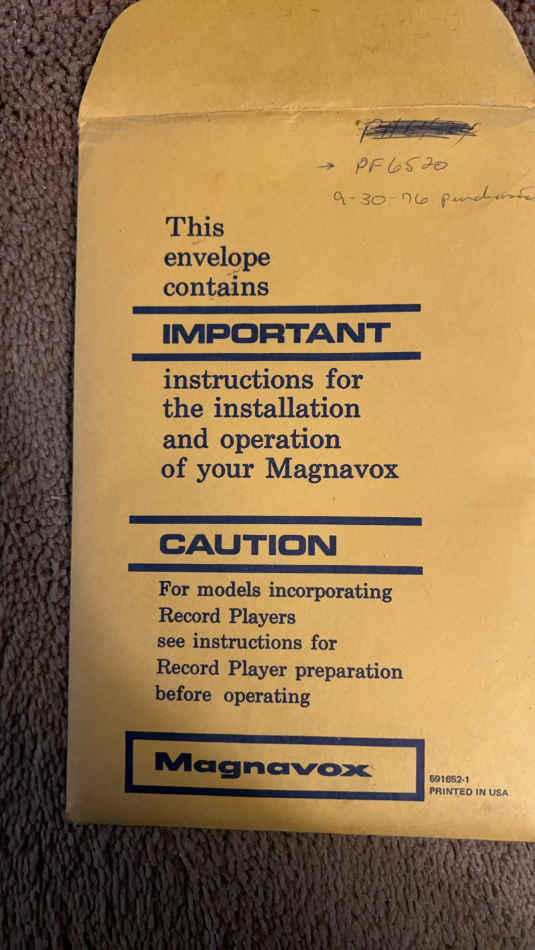 → PF6520
9-30-76
This
envelope
contains
IMPORTANT
instructions for
the installation
and operation
of your Magnavox
CAUTION
For models incorporating
Record Players
see instructions for
Record Player preparation
before operating
Magnavox
691652-1
PRINTED IN USA